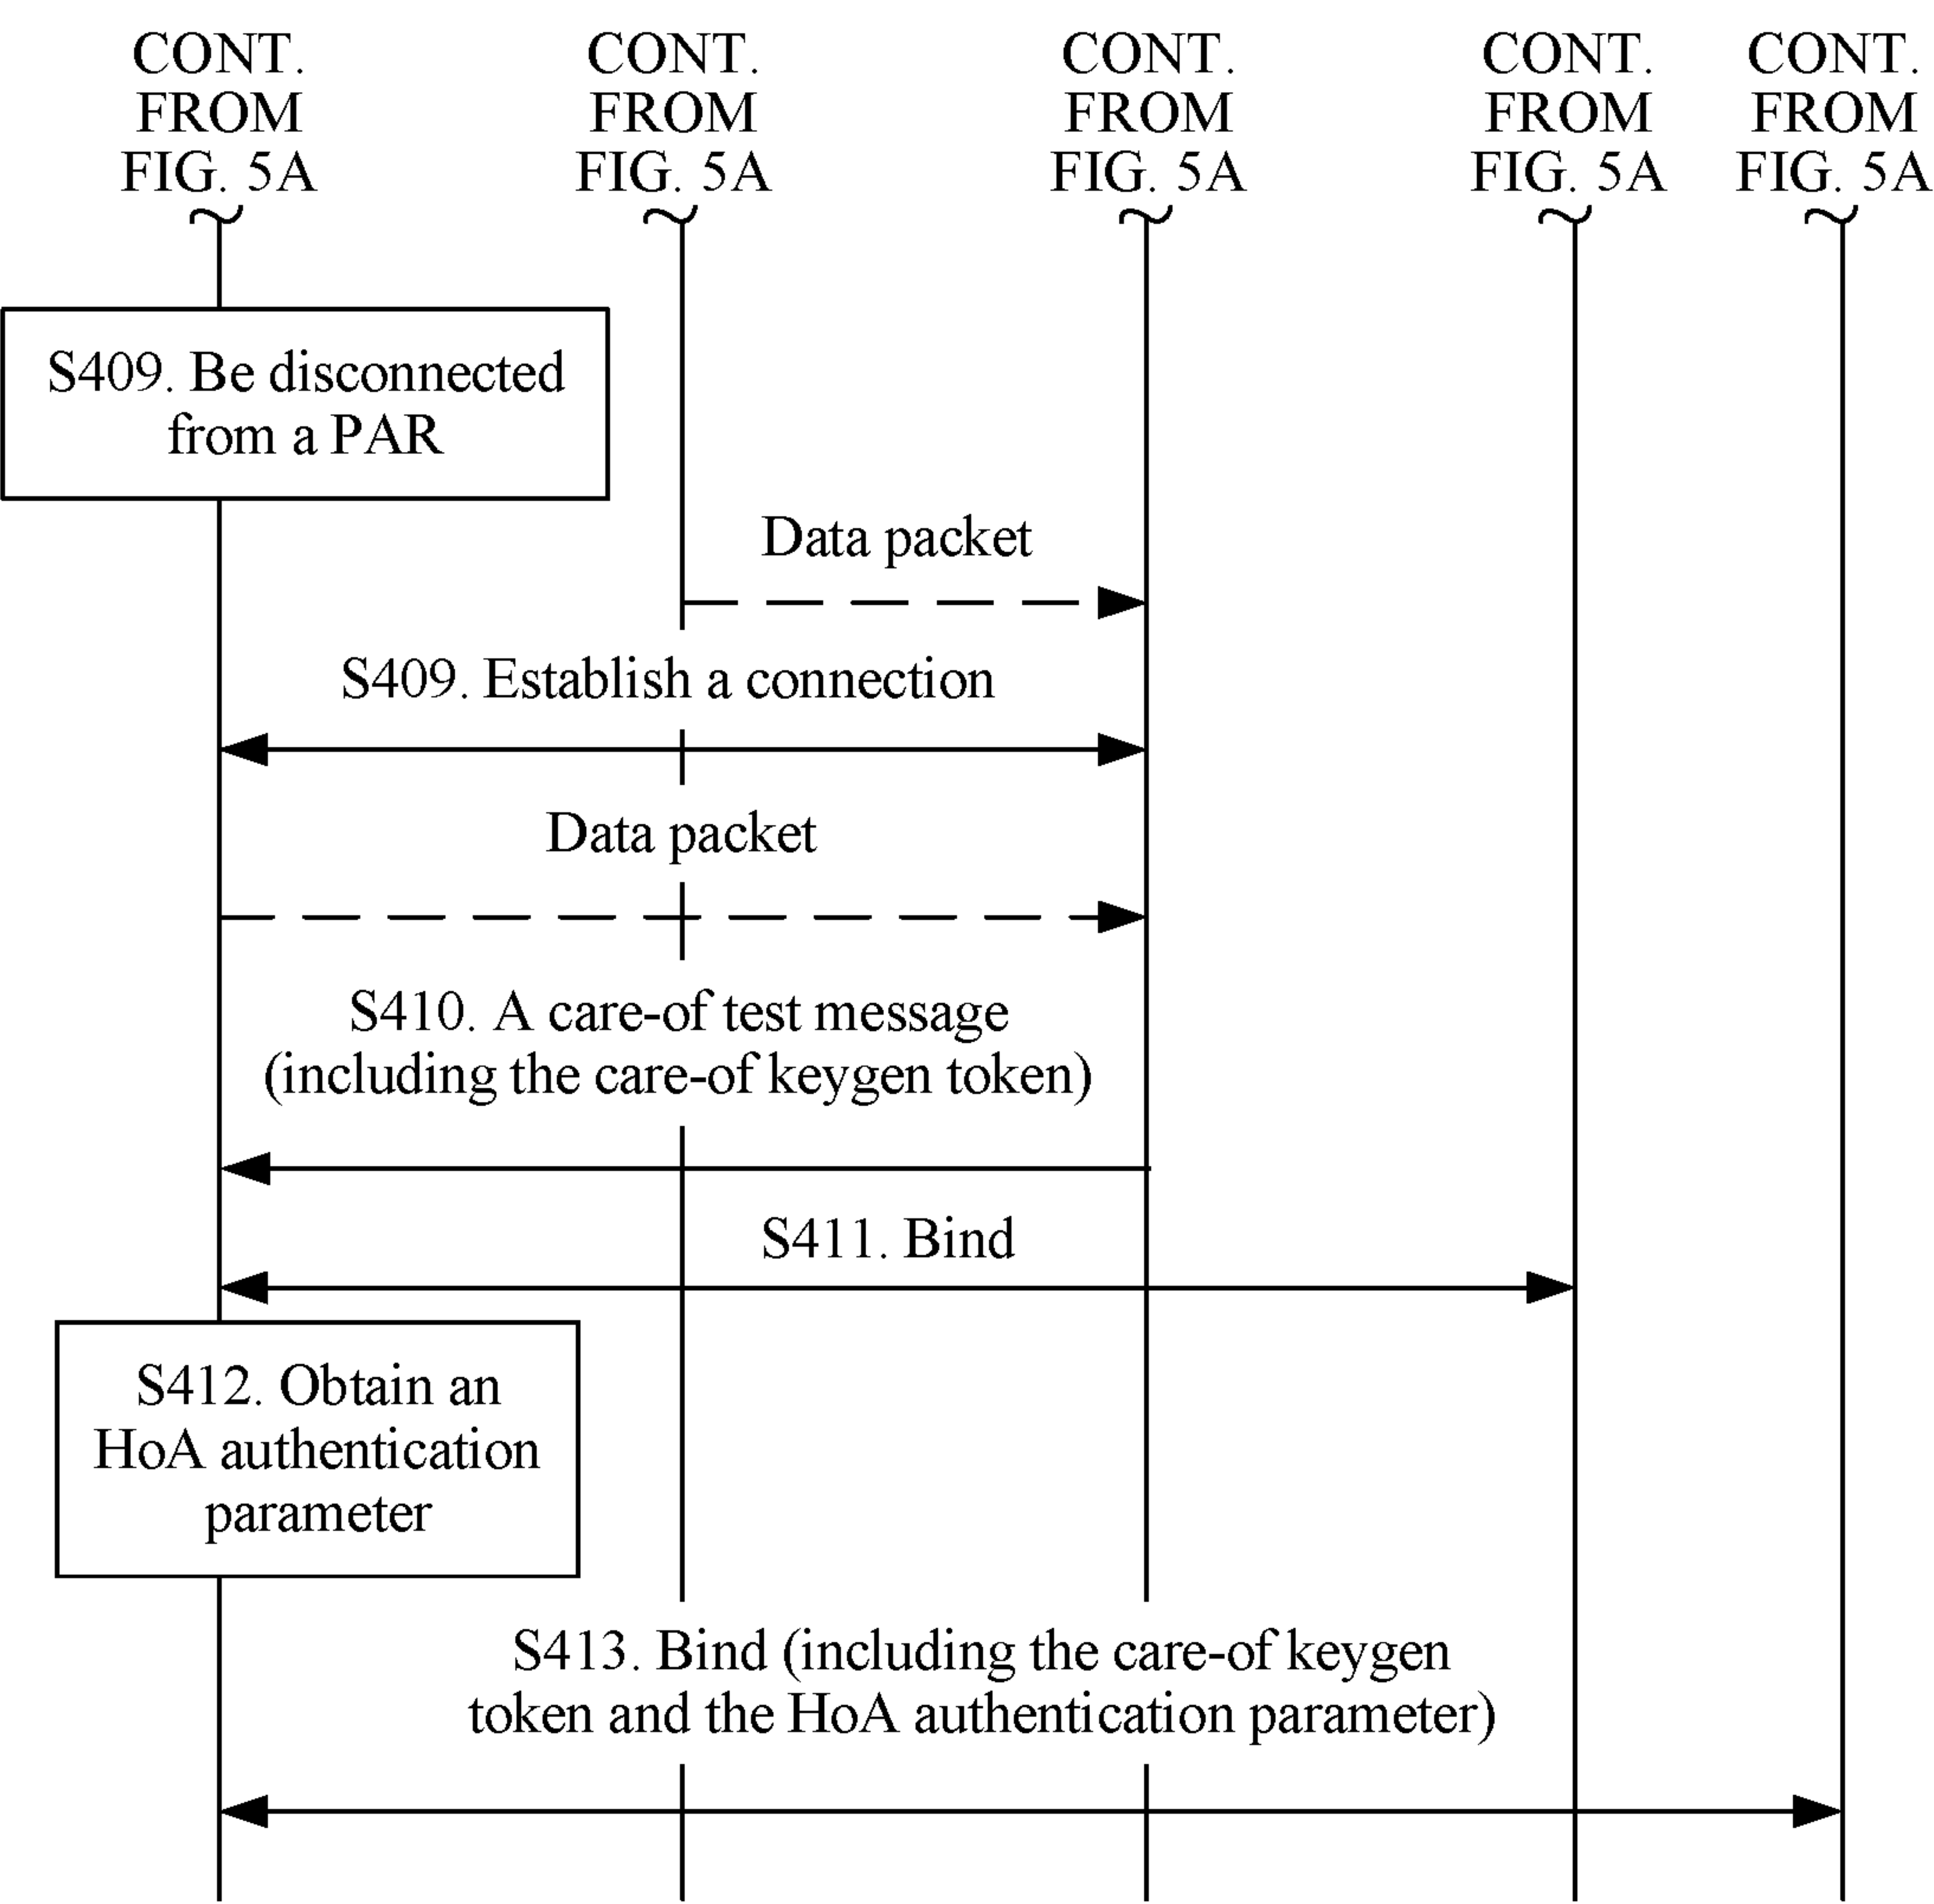 CONT.
FROM
FIG. 5A
CONT.
FROM
FIG. 5A
CONT.
FROM
FIG. 5A
CONT.
FROM
FIG. 5A
CONT.
FROM
FIG. 5A
S409. Be disconnected
from a PAR
Data packet
S409. Establish a connection
Data packet
S410. A care-of test message
(including the care-of keygen token)
S411. Bind
S412. Obtain an
HoA authentication
parameter
S413. Bind (including the care-of keygen
token and the HoA authentication parameter)